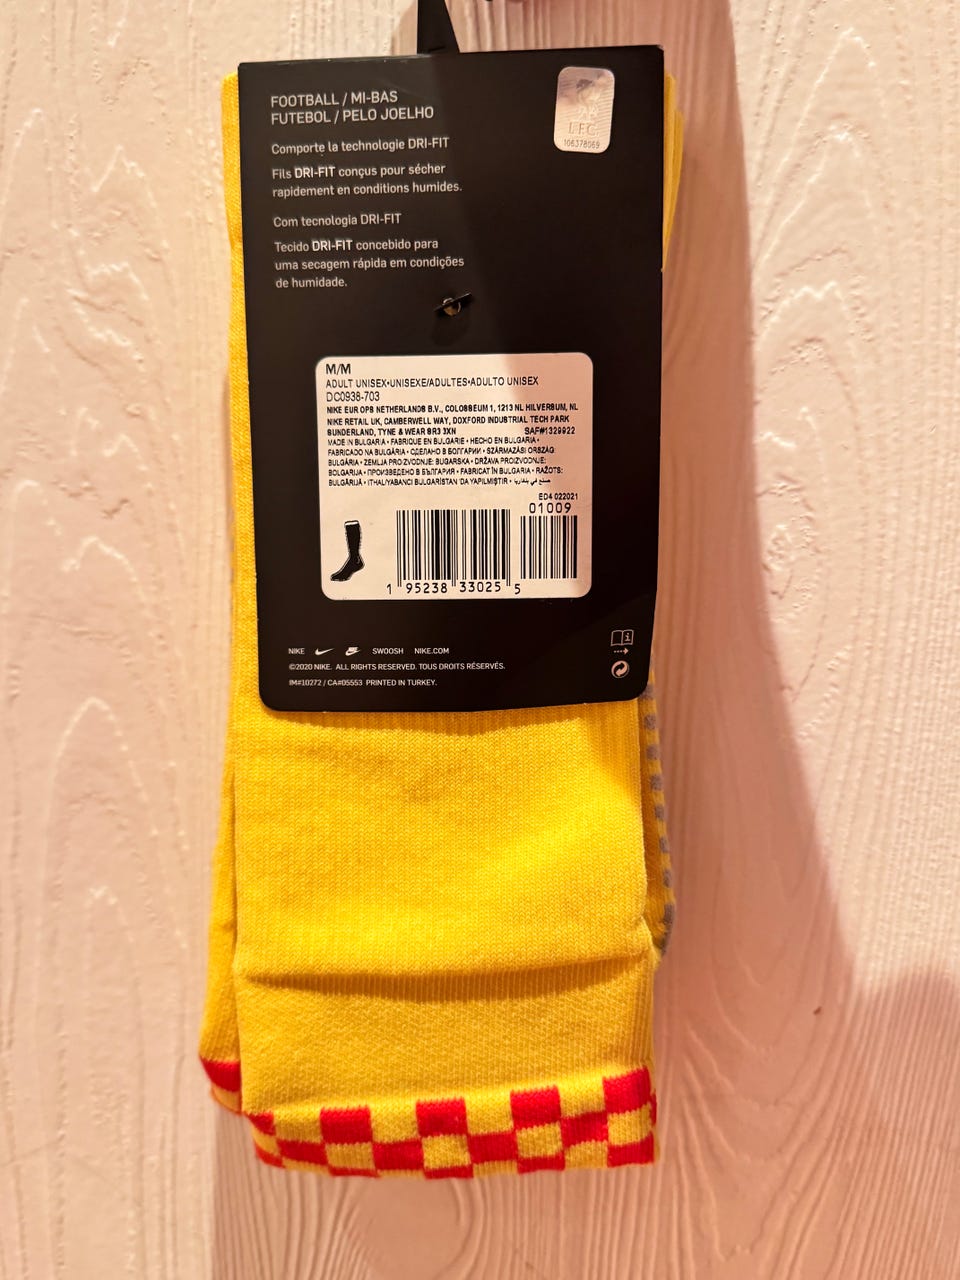 FOOTBALL / MI-BAS
FUTEBOL / PELO JOELHO
L.F.C.
106378069
Comporte la technologie DRI-FIT
Fils DRI-FIT conçus pour sécher
rapidement en conditions humides.
Com tecnologia DRI-FIT
Tecido DRI-FIT concebido para
uma secagem rápida em condições
de humidade.
M/M
ADULT UNISEX•UNISEXE/ADULTES•ADULTO UNISEX
DC0938-703
NIKE EUR OPS NETHERLANDS B.V., COLOSSEUM 1, 1213 NL HILVERSUM, NL
NIKE RETAIL UK, CAMBERWELL WAY, DOXFORD INDUSTRIAL TECH PARK
SUNDERLAND, TYNE & WEAR SR3 3XN SAF#1329922
MADE IN BULGARIA • FABRIQUE EN BULGARIE • HECHO EN BULGARIA •
FABRICADO NA BULGÁRIA • СДЕЛАНО В БОЛГАРИИ • SZÁRMAZÁSI ORSZÁG:
BULGÁRIA • ZEMLJA PROIZVODNJE: BUGARSKA • DRŽAVA PROIZVODNJE:
BOLGARIJA • ПРОИЗВЕДЕНО В БЪЛГАРИЯ • FABRICAT ÎN BULGARIA • RAŽOTS:
BULGĀRIJĀ • ITHAL/YABANCI BULGARİSTAN 'DA YAPILMIŞTIR • صنع في بلغاريا
ED4 022021
01009
1 95238 33025 5
NIKE SWOOSH NIKE.COM
©2020 NIKE. ALL RIGHTS RESERVED. TOUS DROITS RÉSERVÉS.
IM#10272 / CA#05553 PRINTED IN TURKEY.